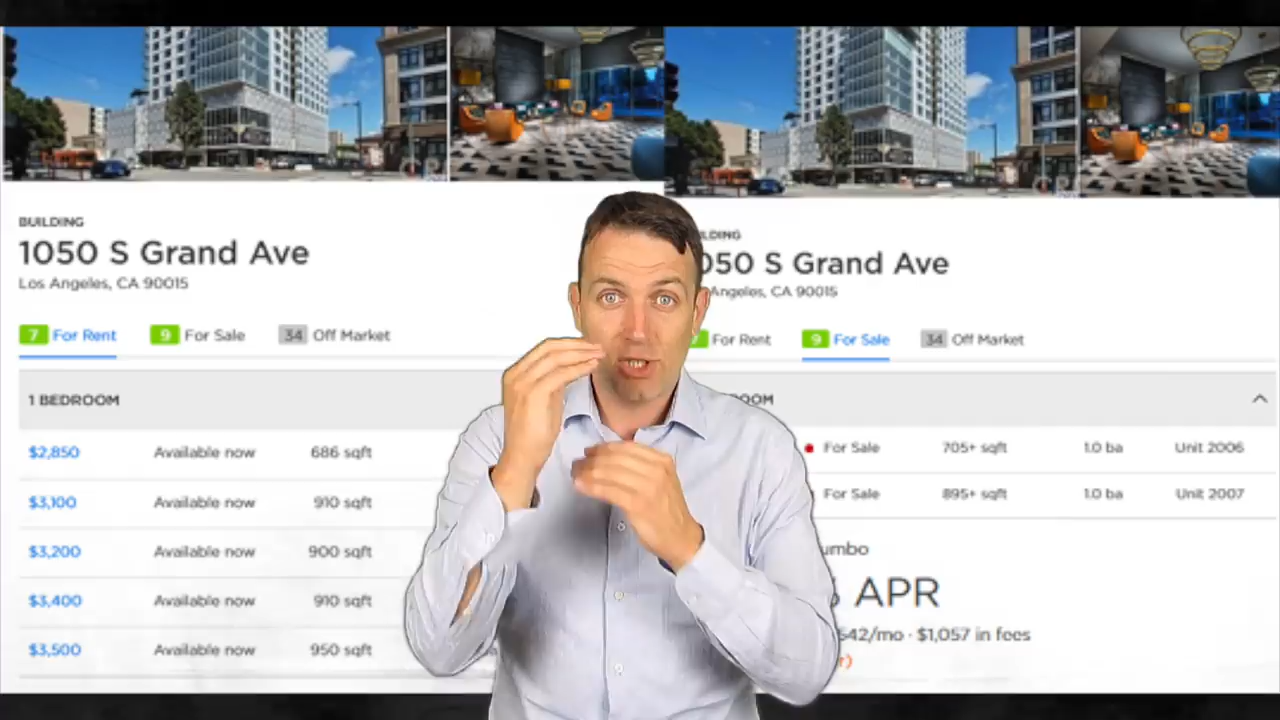 BUILDING
1050 S Grand Ave
Los Angeles, CA 90015
7 For Rent 9 For Sale 34 Off Market
1 BEDROOM
$2,850 Available now 686 sqft
$3,100 Available now 910 sqft
$3,200 Available now 900 sqft
$3,400 Available now 910 sqft
$3,500 Available now 950 sqft
LDING
050 S Grand Ave
Angeles, CA 90015
For Rent 9 For Sale 34 Off Market
OOM
For Sale 705+ sqft 1.0 ba Unit 2006
For Sale 895+ sqft 1.0 ba Unit 2007
umbo
APR
542/mo · $1,057 in fees
r)